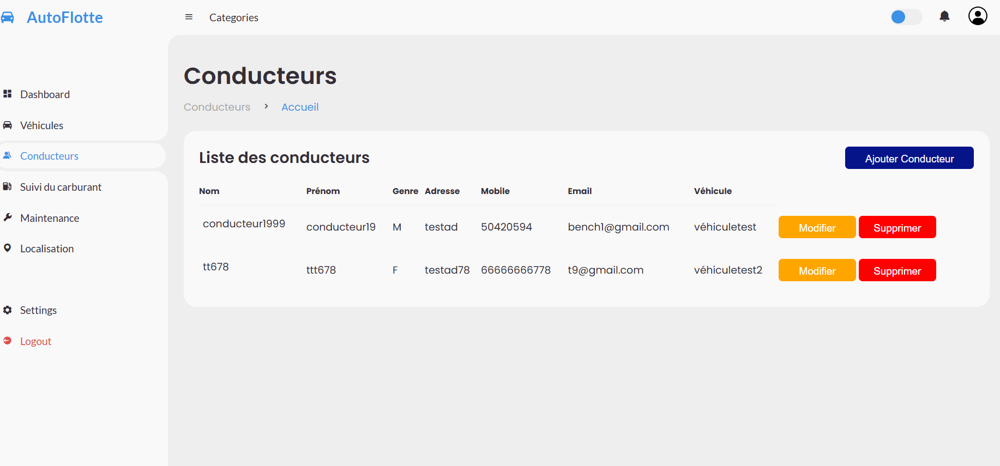 AutoFlotte
Categories
Dashboard
Véhicules
Conducteurs
Suivi du carburant
Maintenance
Localisation
Settings
Logout
Conducteurs
Conducteurs > Accueil
Liste des conducteurs
Ajouter Conducteur
Nom Prénom Genre Adresse Mobile Email Véhicule
conducteur1999 conducteur19 M testad 50420594 bench1@gmail.com véhiculetest Modifier Supprimer
tt678 ttt678 F testad78 66666666778 t9@gmail.com véhiculetest2 Modifier Supprimer